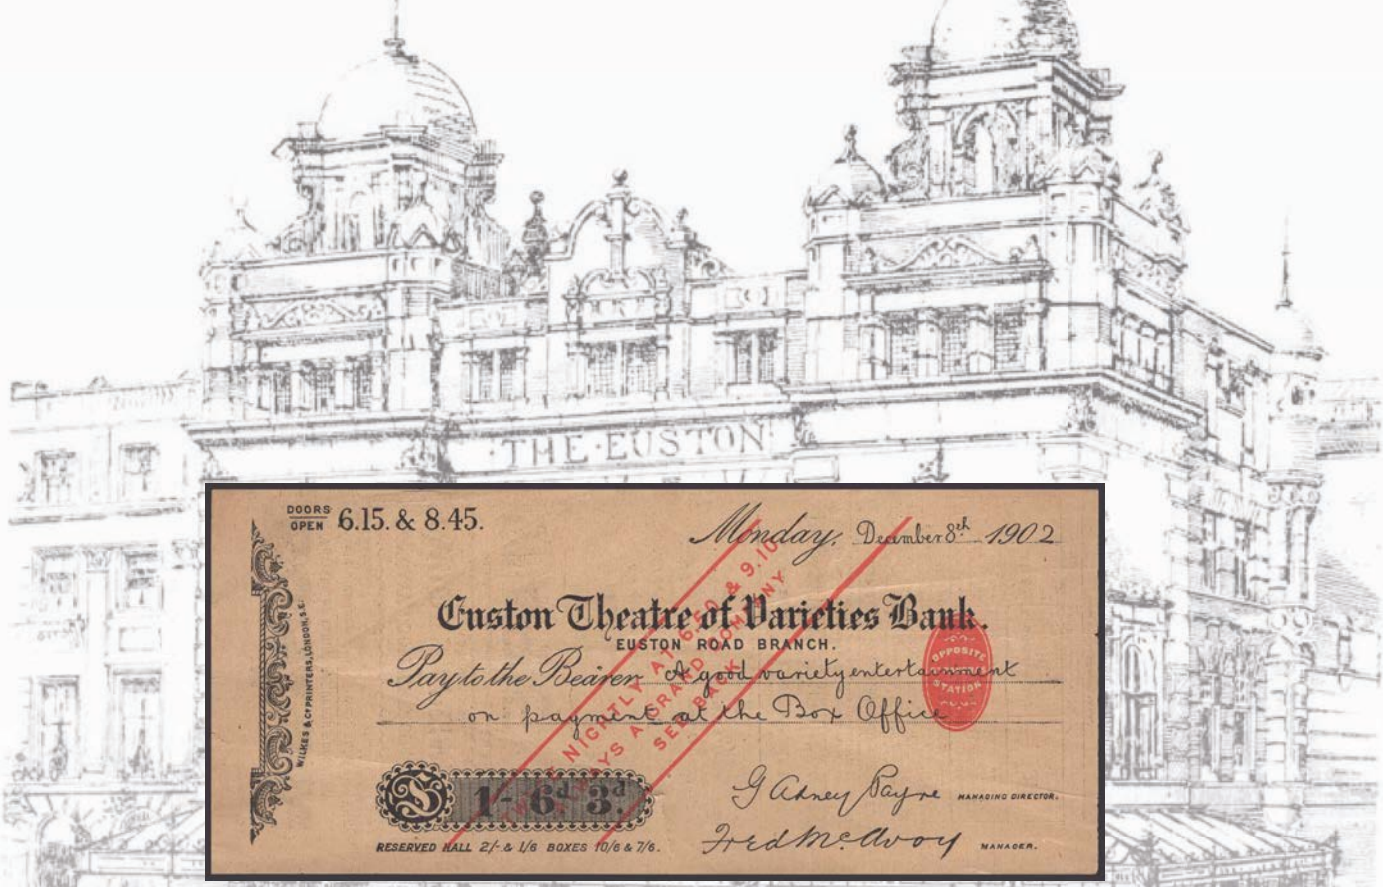 ·THE·EUSTON·
DOORS OPEN 6.15. & 8.45.
Monday, December 8th 1902
Euston Theatre of Varieties Bank.
EUSTON ROAD BRANCH.
Pay to the Bearer A good variety entertainment
on payment at the Box Office
OPPOSITE
STATION
NIGHTLY AT 6.50 & 9.10
A GRAND COMPANY
SEE BACK
1/- 6d 3d.
G Adney Payne MANAGING DIRECTOR.
Fred McAvoy MANAGER.
RESERVED HALL 2/- & 1/6 BOXES 10/6 & 7/6.
WILKES & Co PRINTERS, LONDON, S.E.